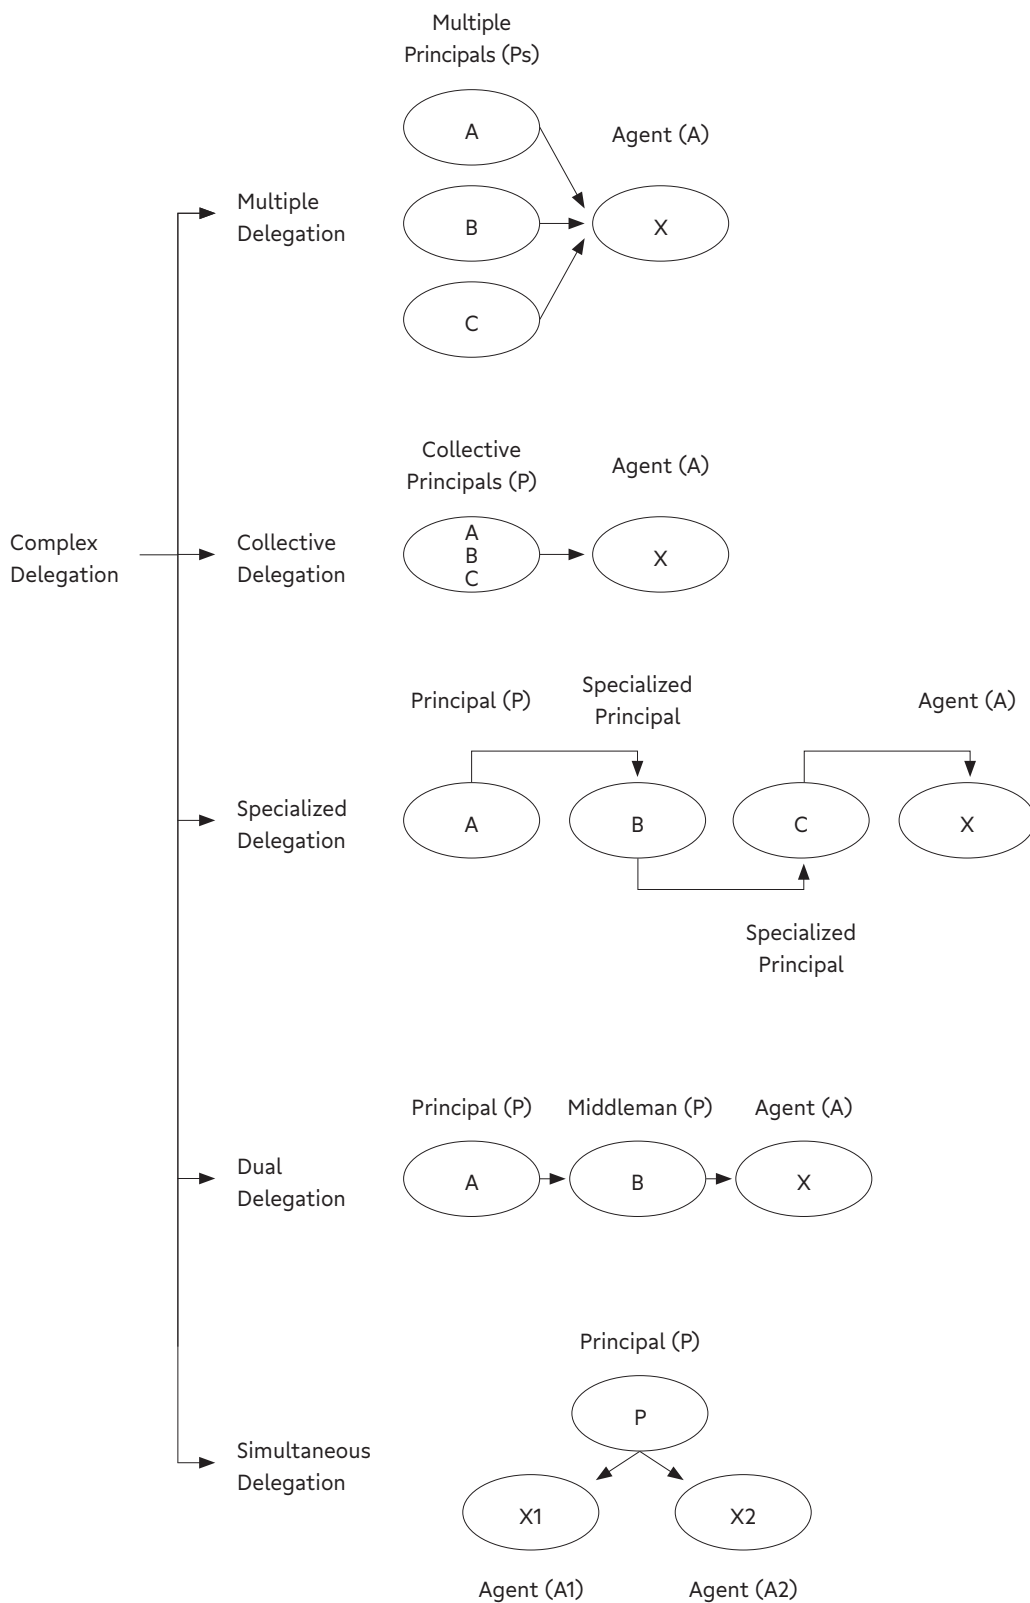 Multiple
Principals (Ps)
A
Agent (A)
Multiple
Delegation
B
X
C
Collective
Principals (P)
Agent (A)
Complex
Delegation
Collective
Delegation
A
B
C
X
Principal (P)
Specialized
Principal
Agent (A)
Specialized
Delegation
A
B
C
X
Specialized
Principal
Principal (P)
Middleman (P)
Agent (A)
Dual
Delegation
A
B
X
Principal (P)
P
Simultaneous
Delegation
X1
X2
Agent (A1)
Agent (A2)